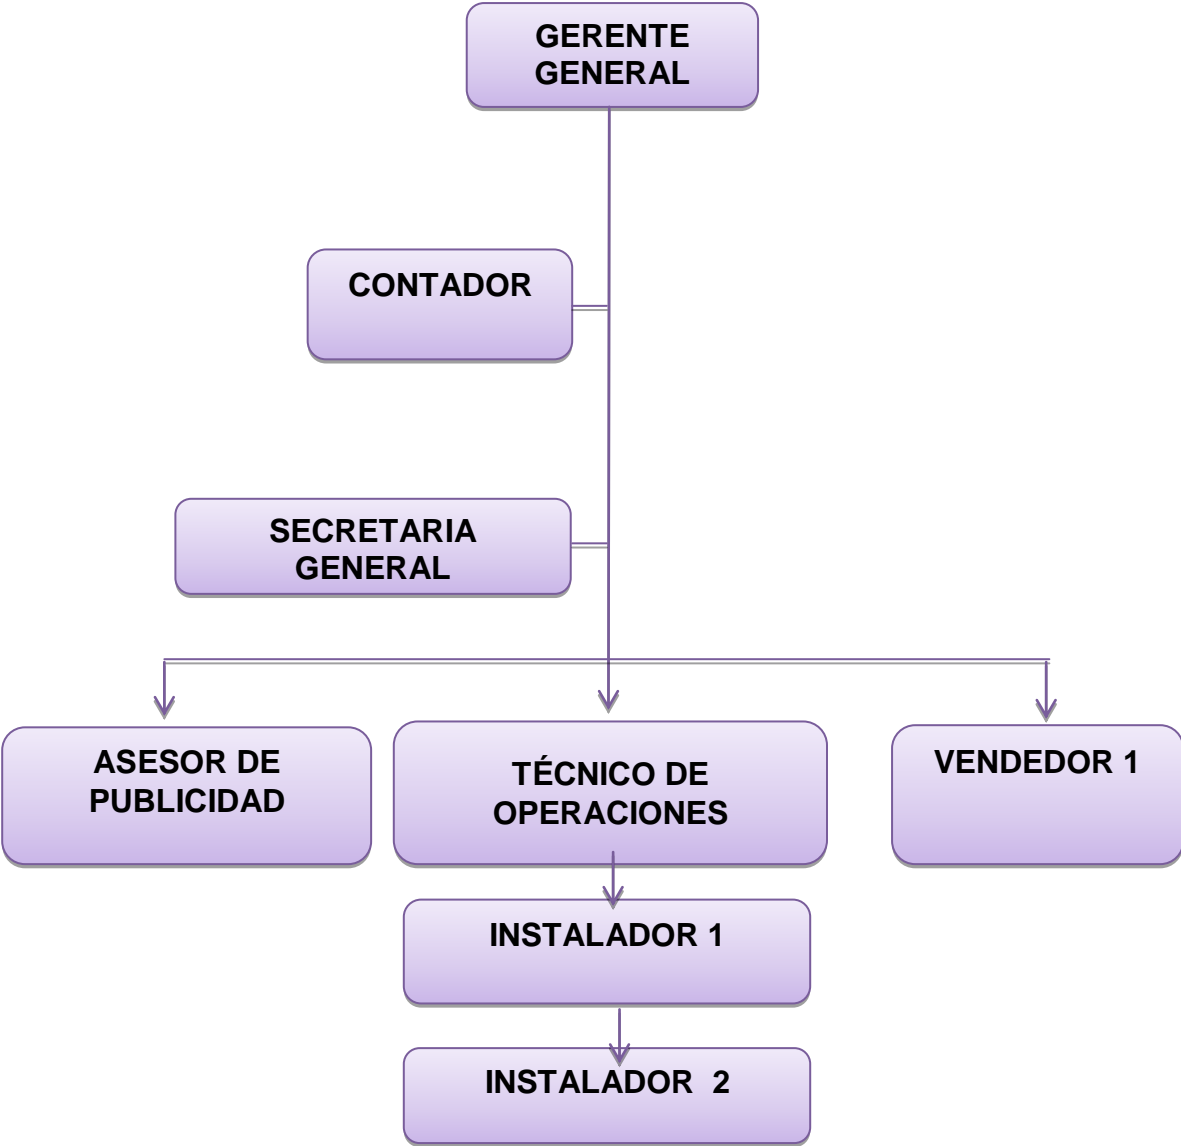 GERENTE
GENERAL
CONTADOR
SECRETARIA
GENERAL
ASESOR DE
PUBLICIDAD
TÉCNICO DE
OPERACIONES
VENDEDOR 1
INSTALADOR 1
INSTALADOR 2